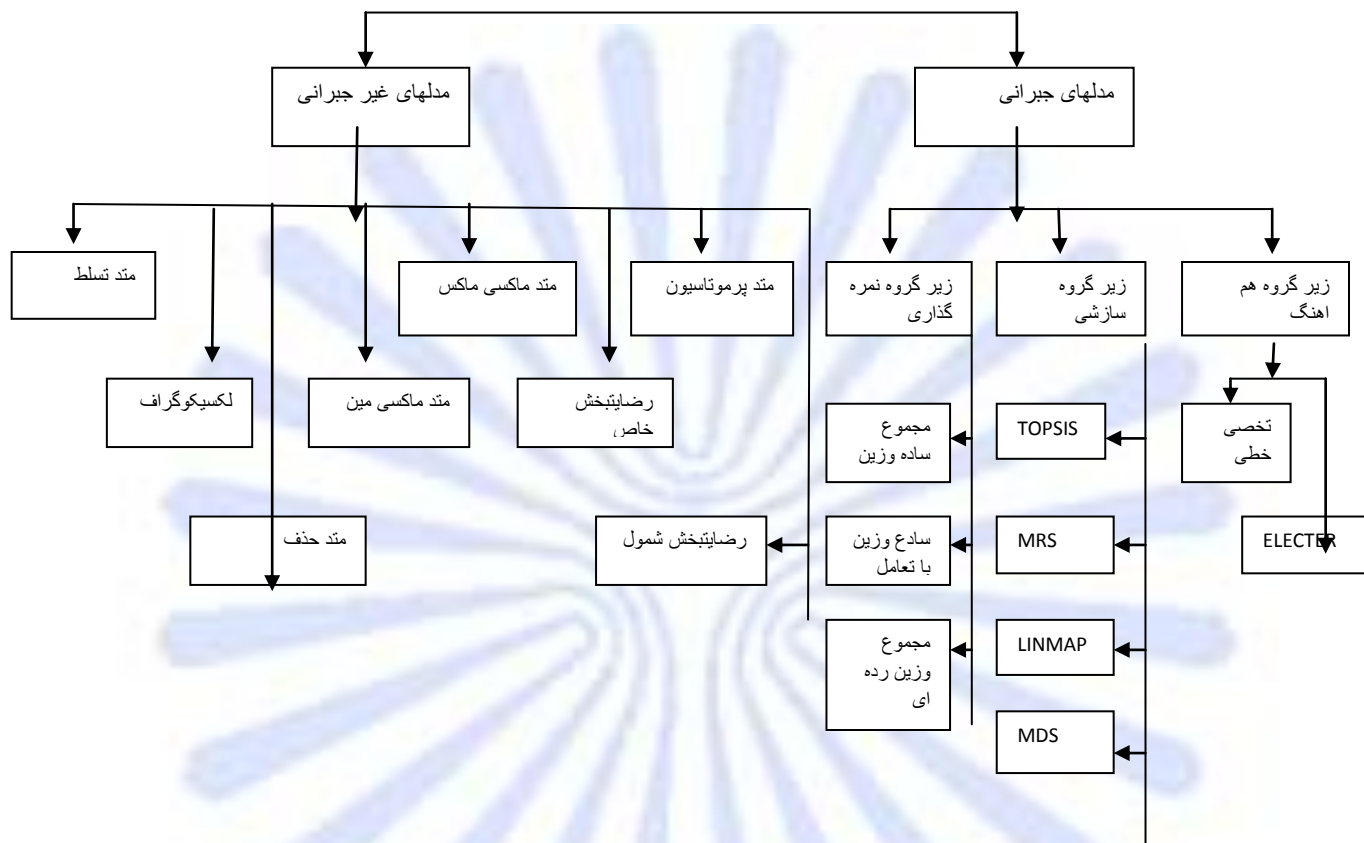 مدلهای جبرانی
مدلهای غیر جبرانی
زیر گروه هم
اهنگ
زیر گروه
سازشی
زیر گروه نمره
گذاری
متد پرموتاسیون
متد ماکسی ماکس
متد تسلط
رضایتبخش
خاص
متد ماکسی مین
لکسیکوگراف
تخصی
خطی
TOPSIS
مجموع
ساده وزین
ELECTER
MRS
سادع وزین
با تعامل
رضایتبخش شمول
متد حذف
LINMAP
مجموع
وزین رده
ای
MDS